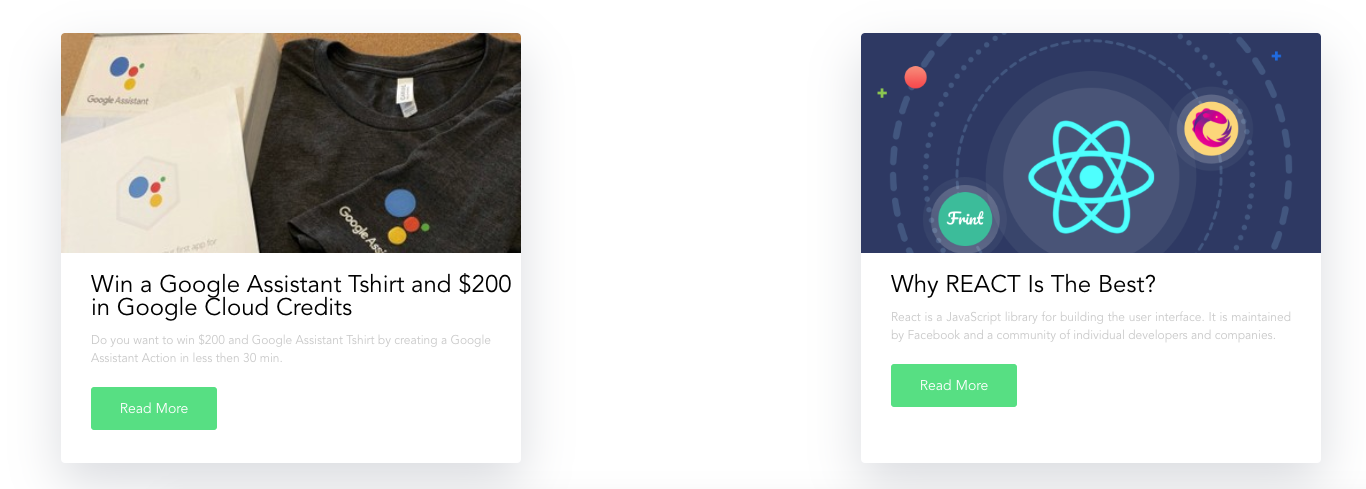 Google Assistant
your first app for
Google Ass
Win a Google Assistant Tshirt and $200
in Google Cloud Credits
Do you want to win $200 and Google Assistant Tshirt by creating a Google
Assistant Action in less then 30 min.
Read More
Frint
Why REACT Is The Best?
React is a JavaScript library for building the user interface. It is maintained
by Facebook and a community of individual developers and companies.
Read More